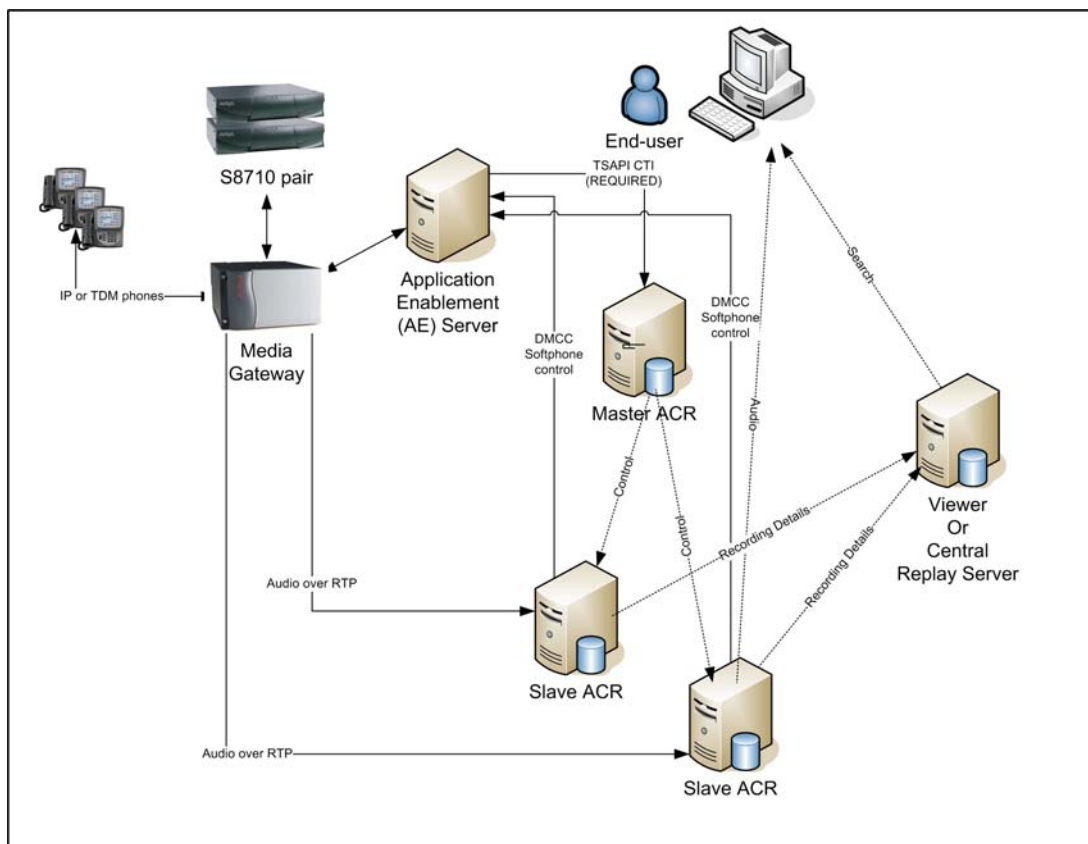 End-user
S8710 pair
TSAPI CTI
(REQUIRED)
Application
Enablement
(AE) Server
IP or TDM phones
Media
Gateway
DMCC
Softphone
control
DMCC
Softphone
control
Search
Master ACR
Audio
Control
Control
Recording Details
Recording Details
Viewer
Or
Central
Replay Server
Audio over RTP
Slave ACR
Audio over RTP
Slave ACR